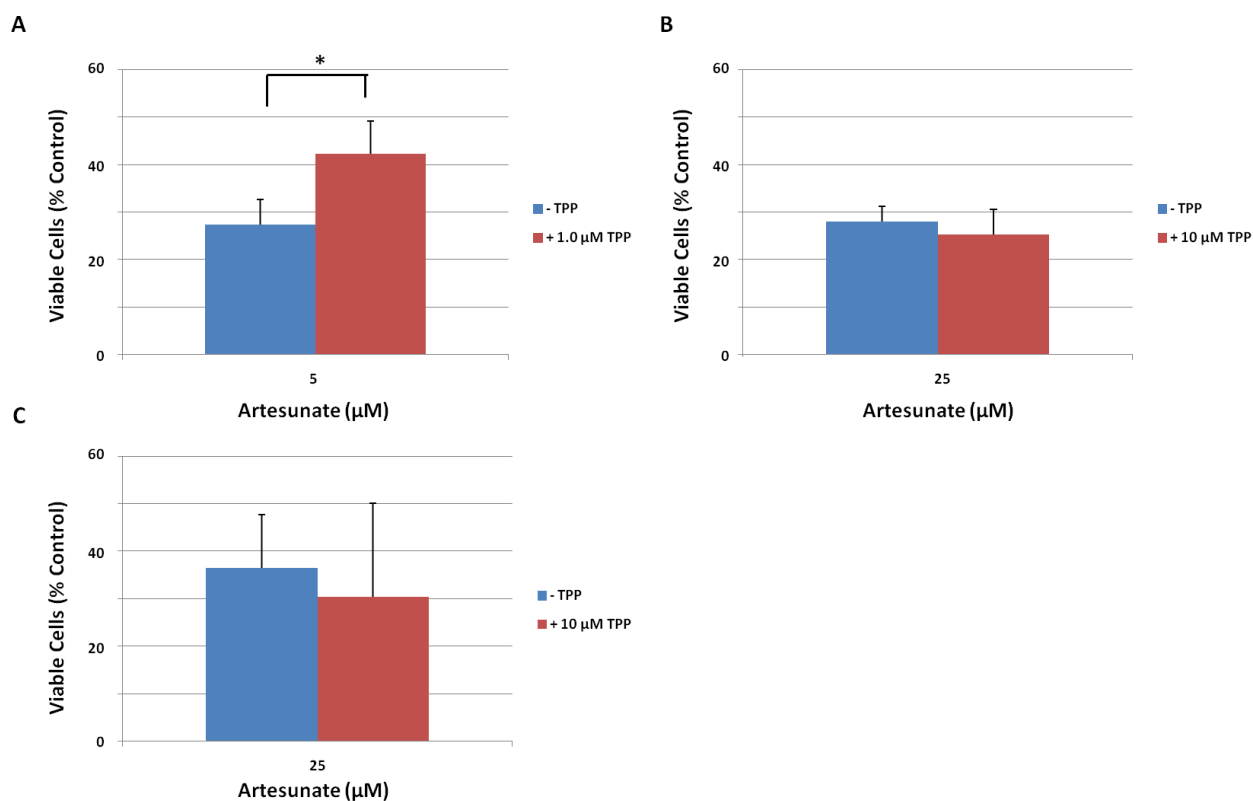 A
*
60
40
20
0
Viable Cells (% Control)
5
Artesunate (µM)
- TPP
+ 1.0 µM TPP
B
60
40
20
0
Viable Cells (% Control)
25
Artesunate (µM)
- TPP
+ 10 µM TPP
C
60
40
20
0
Viable Cells (% Control)
25
Artesunate (µM)
- TPP
+ 10 µM TPP